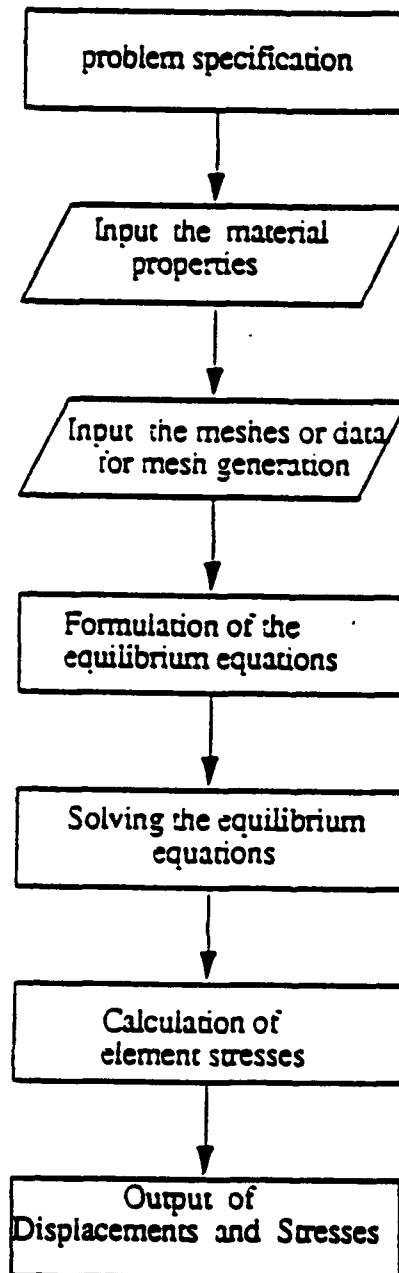 problem specification
Input the material
properties
Input the meshes or data
for mesh generation
Formulation of the
equilibrium equations
Solving the equilibrium
equations
Calculation of
element stresses
Output of
Displacements and Stresses